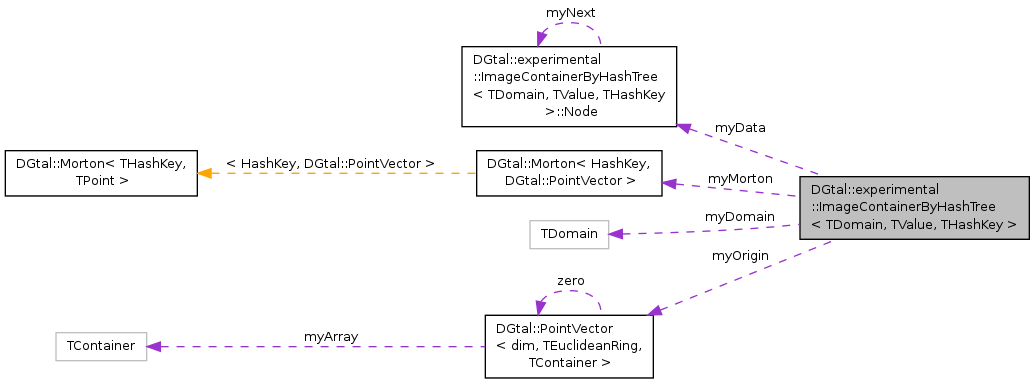 myNext
DGtal::experimental
::ImageContainerByHashTree
< TDomain, TValue, THashKey
>::Node
myData
DGtal::Morton< THashKey,
TPoint >
< HashKey, DGtal::PointVector >
DGtal::Morton< HashKey,
DGtal::PointVector >
myMorton
DGtal::experimental
::ImageContainerByHashTree
< TDomain, TValue, THashKey >
TDomain
myDomain
myOrigin
zero
DGtal::PointVector
< dim, TEuclideanRing,
TContainer >
myArray
TContainer